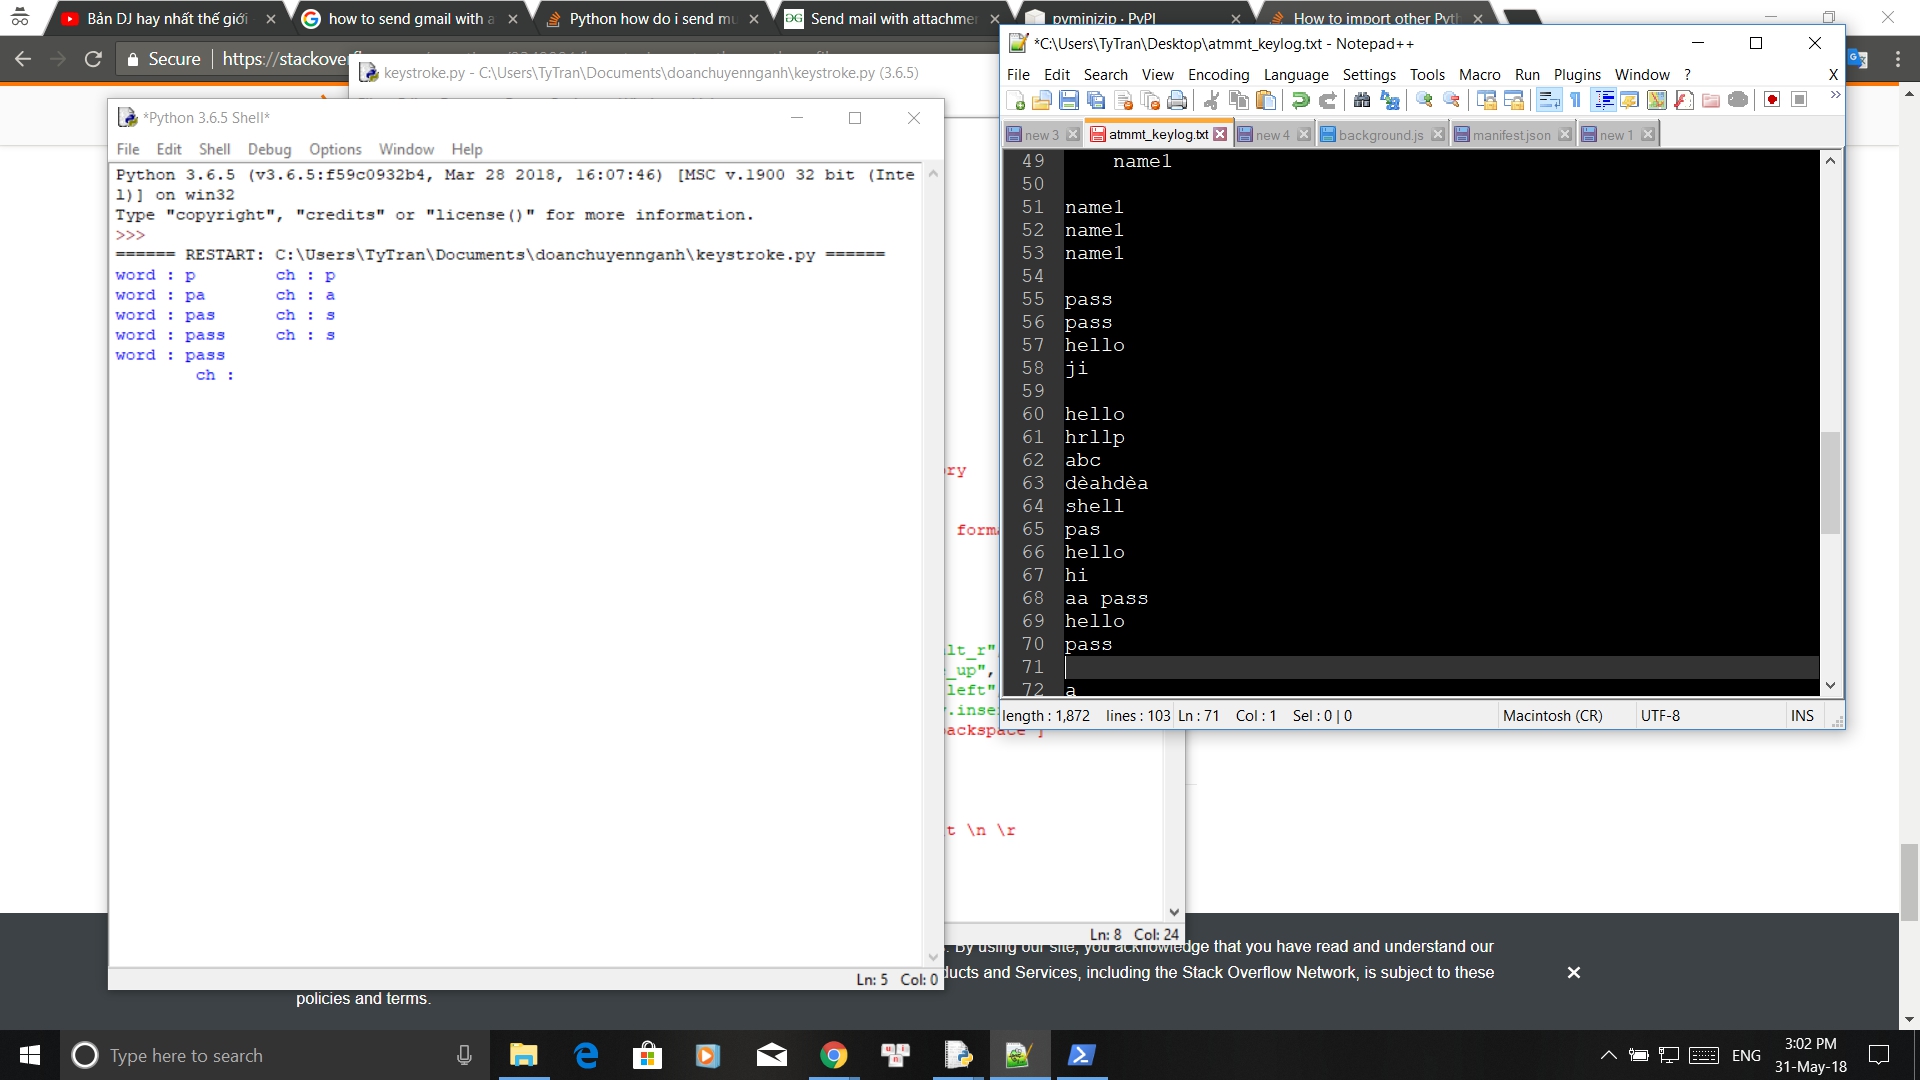 Bản DJ hay nhất thế giới
how to send gmail with a
Python how do i send mu
Send mail with attachme
pyminizip · PyPI
How to import other Pyth
Secure
https://stackove
keystroke.py - C:\Users\TyTran\Documents\doanchuyennganh\keystroke.py (3.6.5)
*Python 3.6.5 Shell*
File Edit Shell Debug Options Window Help
Python 3.6.5 (v3.6.5:f59c0932b4, Mar 28 2018, 16:07:46) [MSC v.1900 32 bit (Inte
l)] on win32
Type "copyright", "credits" or "license()" for more information.
>>>
====== RESTART: C:\Users\TyTran\Documents\doanchuyennganh\keystroke.py ======
word : p ch : p
word : pa ch : a
word : pas ch : s
word : pass ch : s
word : pass
ch :
Ln: 5 Col: 0
ry
form
lt_r"
_up",
left"
.inse
ackspace ]
t \n \r
Ln: 8 Col: 24
*C:\Users\TyTran\Desktop\atmmt_keylog.txt - Notepad++
File Edit Search View Encoding Language Settings Tools Macro Run Plugins Window ? X
new 3 atmmt_keylog.txt new 4 background.js manifest.json new 1
49 name1
50
51 name1
52 name1
53 name1
54
55 pass
56 pass
57 hello
58 ji
59
60 hello
61 hrllp
62 abc
63 dèahdèa
64 shell
65 pas
66 hello
67 hi
68 aa pass
69 hello
70 pass
71
72 a
length : 1,872 lines : 103 Ln : 71 Col : 1 Sel : 0 | 0 Macintosh (CR) UTF-8 INS
By using our site, you acknowledge that you have read and understand our
ducts and Services, including the Stack Overflow Network, is subject to these
policies and terms.
Type here to search
ENG
3:02 PM
31-May-18